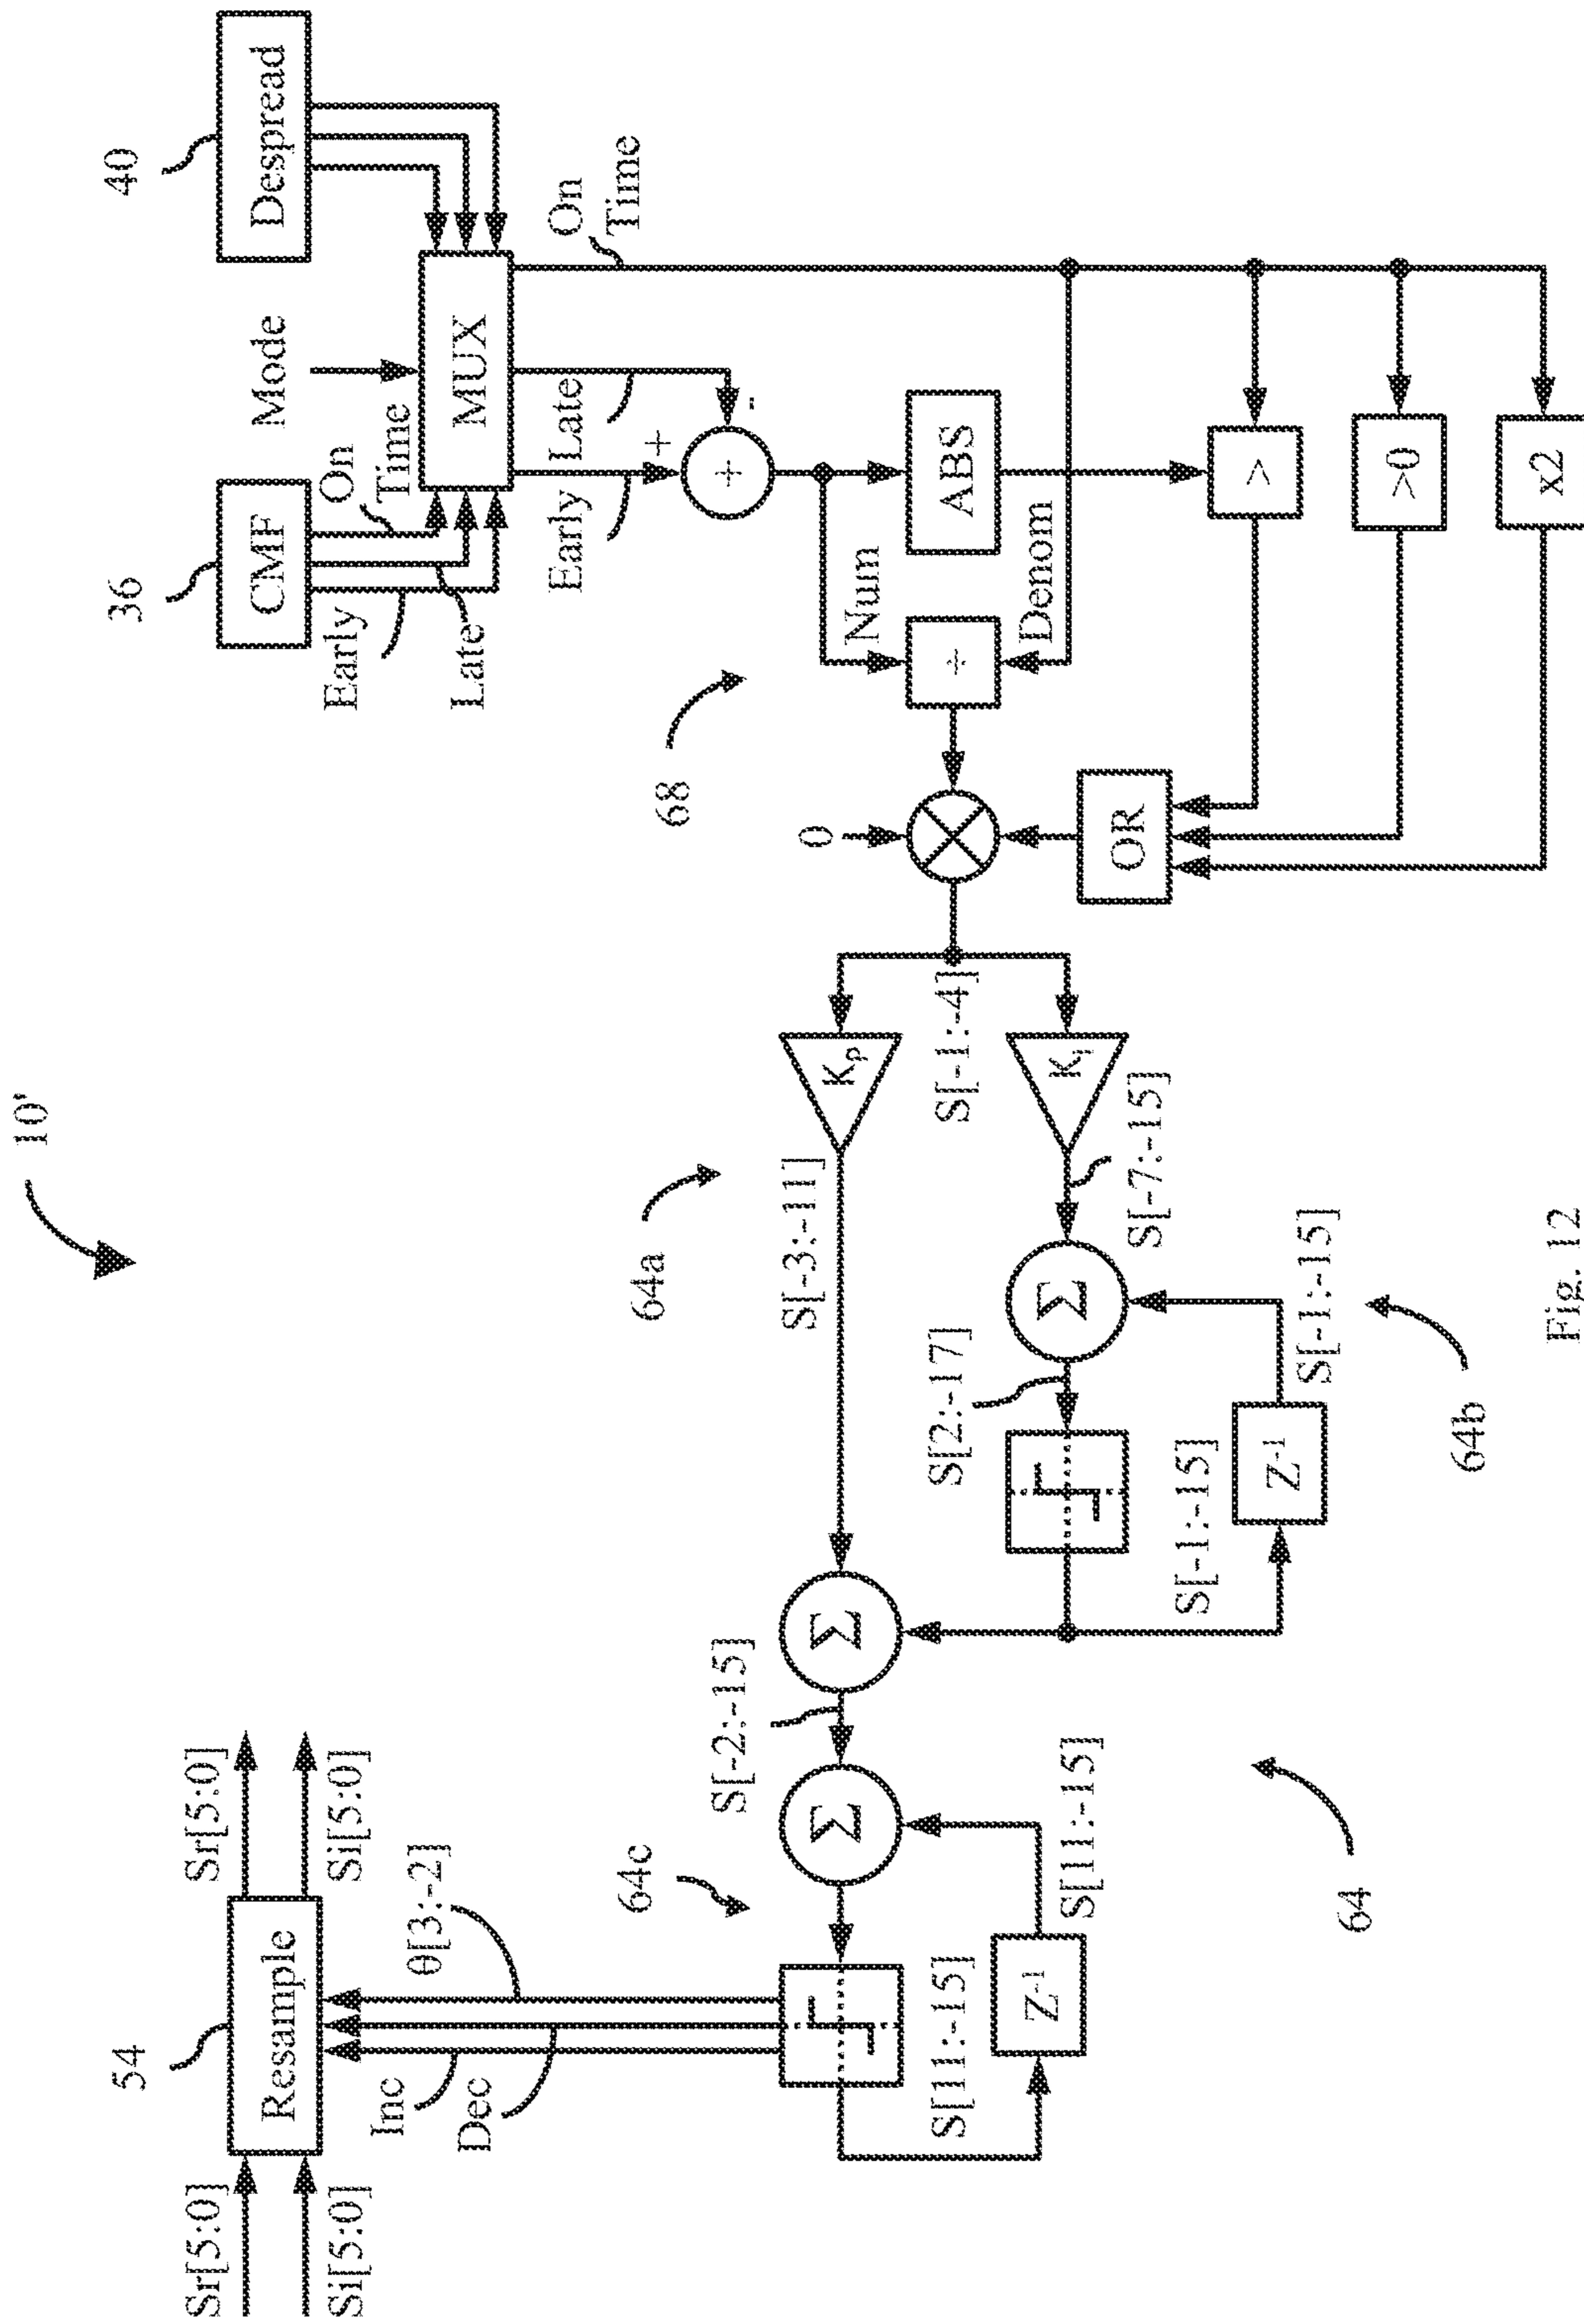 10'
Sr[5:0]
Si[5:0]
54
Resample
Sr[5:0]
Si[5:0]
Inc
Dec
θ[3:-2]
64c
S[11:-15]
Z-1
S[11:-15]
Σ
S[-2:-15]
Σ
64
64a
S[-3:-11]
Kp
S[2:-17]
Σ
S[-7:-15]
Ki
S[-1:-4]
S[-1:-15]
Z-1
S[-1:-15]
64b
36
CMF
Early
Late
On
Time
Mode
MUX
40
Despread
On
Time
Early
Late
+
-
+
68
Num
÷
Denom
ABS
0
OR
>
>0
x2
Fig. 12